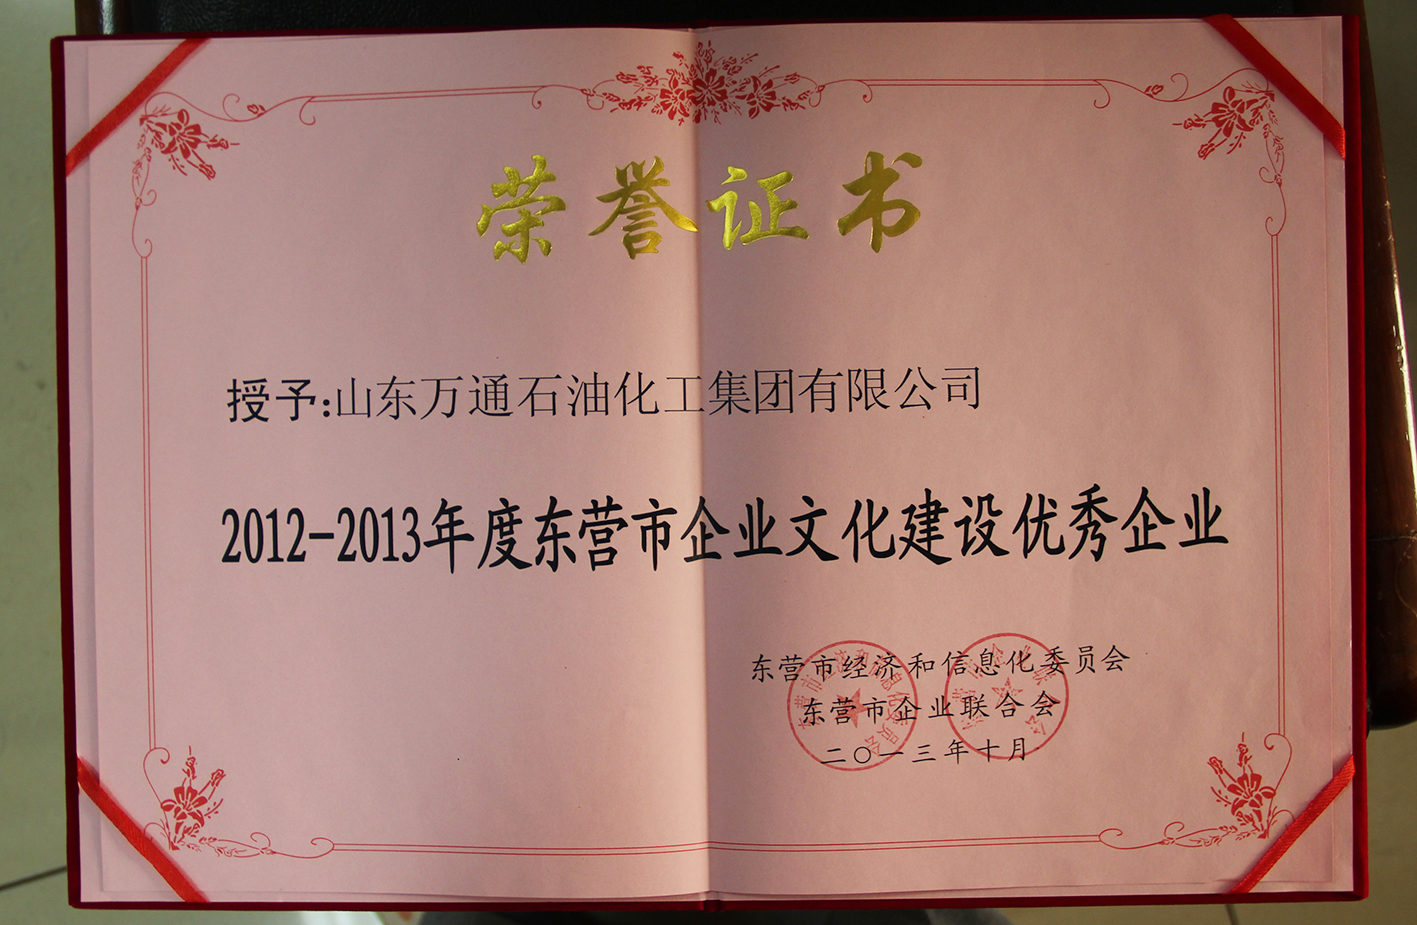 荣誉证书
授予:山东万通石油化工集团有限公司
2012-2013年度东营市企业文化建设优秀企业
东营市经济和信息化委员会
东营市企业联合会
二〇一三年十月